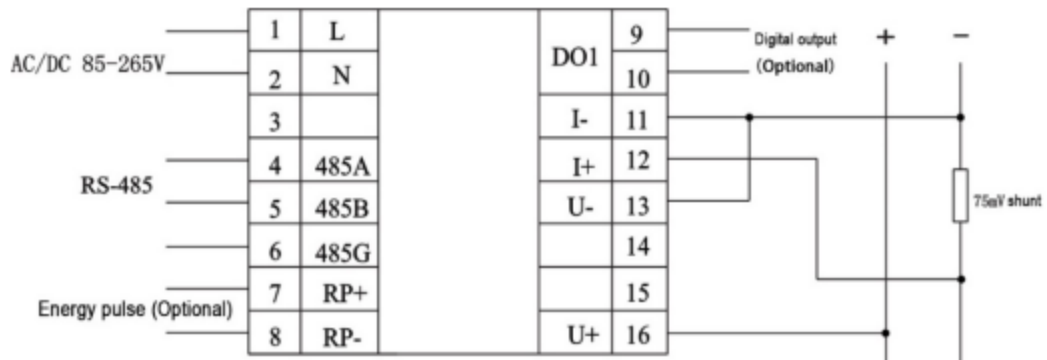 1 L
AC/DC 85-265V
2 N
3
4 485A
RS-485
5 485B
6 485G
7 RP+
Energy pulse (Optional)
8 RP-
DO1
9 Digital output
10 (Optional)
I- 11
I+ 12
U- 13
14
15
U+ 16
+ −
75mV shunt